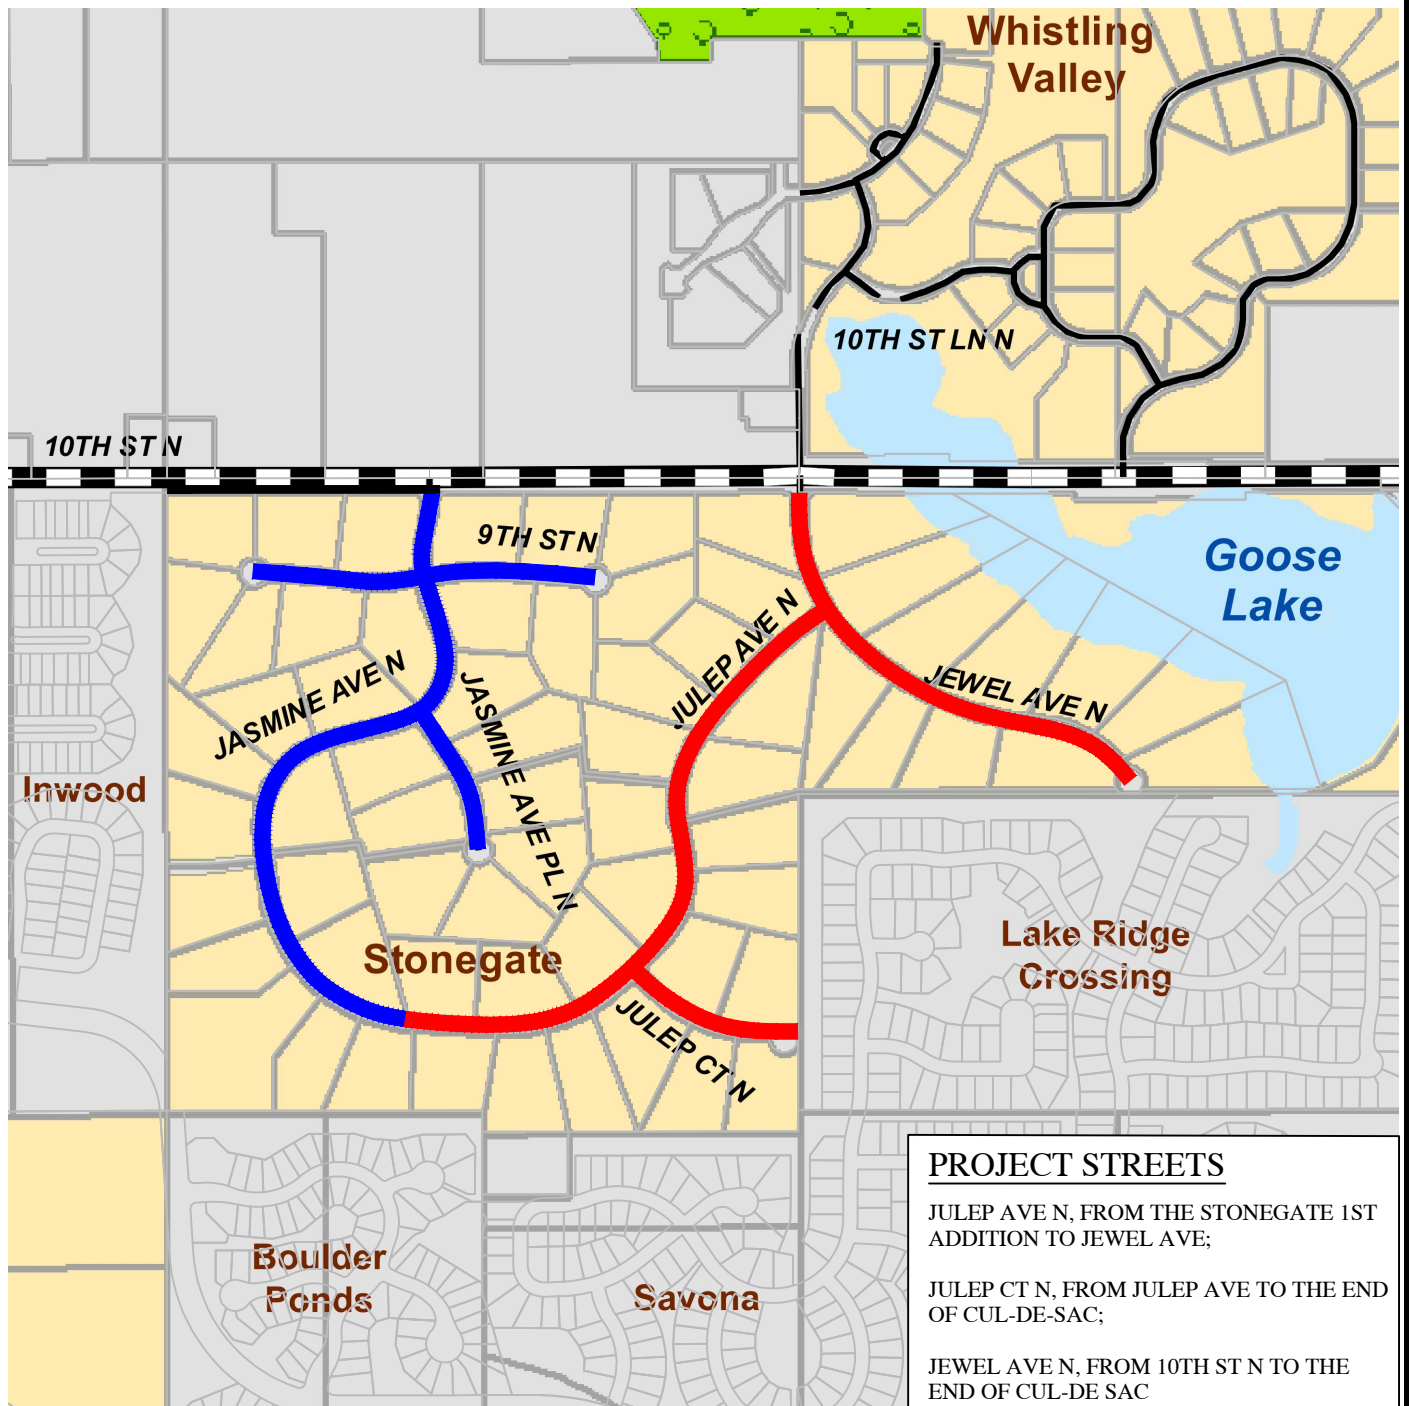 Whistling
Valley
10TH ST LN N
10TH ST N
9TH ST N
Goose
Lake
JULEP AVE N
JASMINE AVE N
JASMINE AVE PL N
JEWEL AVE N
Inwood
Stonegate
Lake Ridge
Crossing
JULEP CT N
Boulder
Ponds
Savona
PROJECT STREETS
JULEP AVE N, FROM THE STONEGATE 1ST
ADDITION TO JEWEL AVE;
JULEP CT N, FROM JULEP AVE TO THE END
OF CUL-DE-SAC;
JEWEL AVE N, FROM 10TH ST N TO THE
END OF CUL-DE SAC